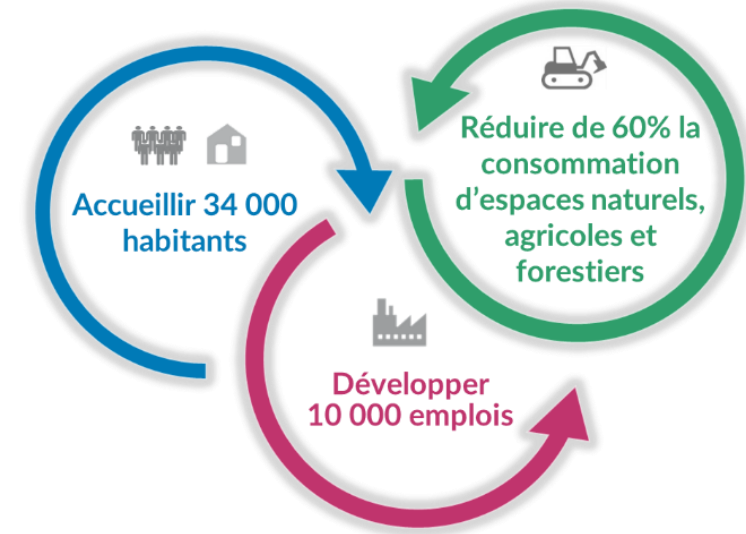 Accueillir 34 000
habitants
Réduire de 60% la
consommation
d'espaces naturels,
agricoles et
forestiers
Développer
10 000 emplois